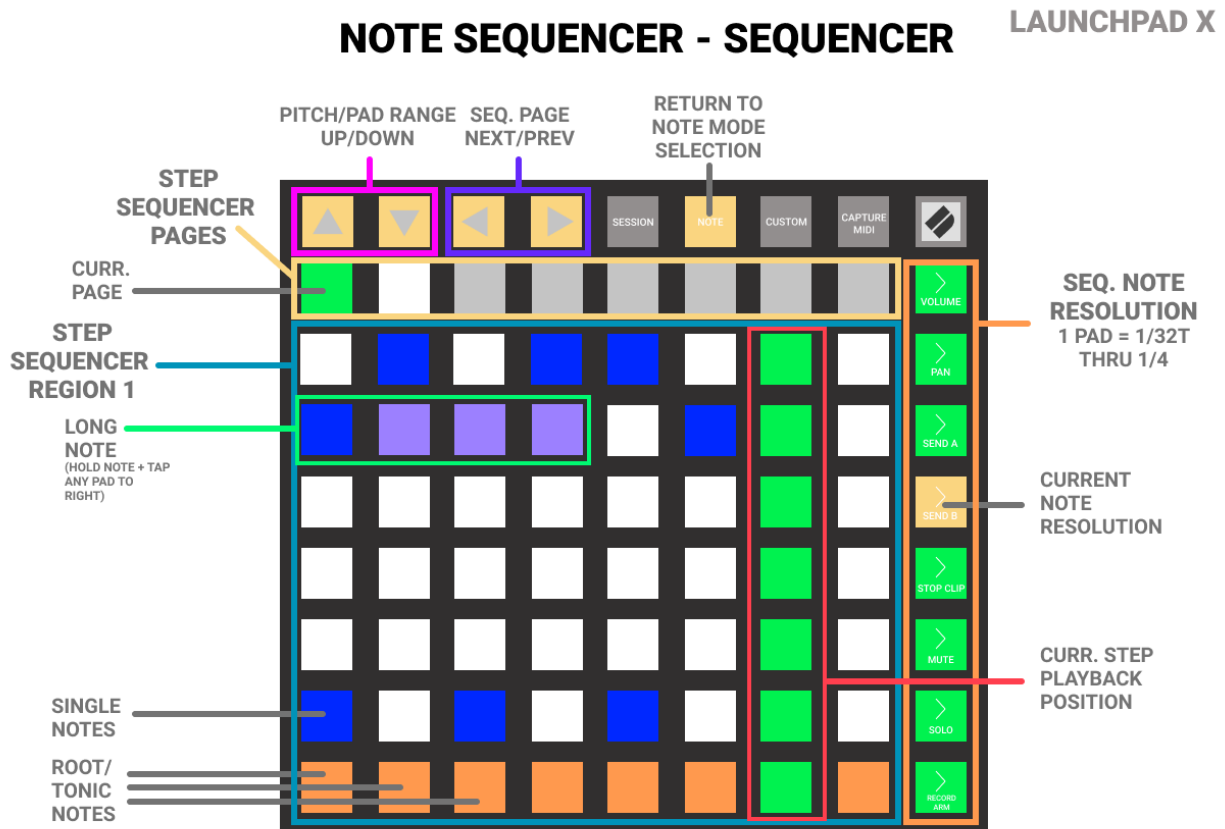 NOTE SEQUENCER - SEQUENCER
LAUNCHPAD X
PITCH/PAD RANGE
UP/DOWN
SEQ. PAGE
NEXT/PREV
RETURN TO
NOTE MODE
SELECTION
STEP
SEQUENCER
PAGES
SESSION
NOTE
CUSTOM
CAPTURE
MIDI
CURR.
PAGE
VOLUME
SEQ. NOTE
RESOLUTION
1 PAD = 1/32T
THRU 1/4
STEP
SEQUENCER
REGION 1
PAN
LONG
NOTE
(HOLD NOTE + TAP
ANY PAD TO
RIGHT)
SEND A
SEND B
CURRENT
NOTE
RESOLUTION
STOP CLIP
MUTE
CURR. STEP
PLAYBACK
POSITION
SINGLE
NOTES
SOLO
ROOT/
TONIC
NOTES
RECORD
ARM